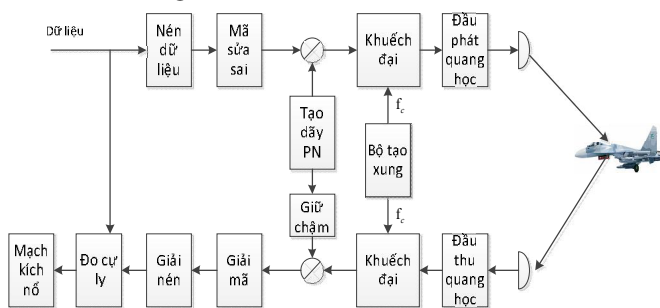 Dữ liệu
Nén
dữ
liệu
Mã
sửa
sai
Khuếch
đại
Đầu
phát
quang
học
Tạo
dãy
PN
f_c
Bộ tạo
xung
Giữ
chậm
f_c
Mạch
kích
nổ
Đo cự
ly
Giải
nén
Giải
mã
Khuếch
đại
Đầu
thu
quang
học